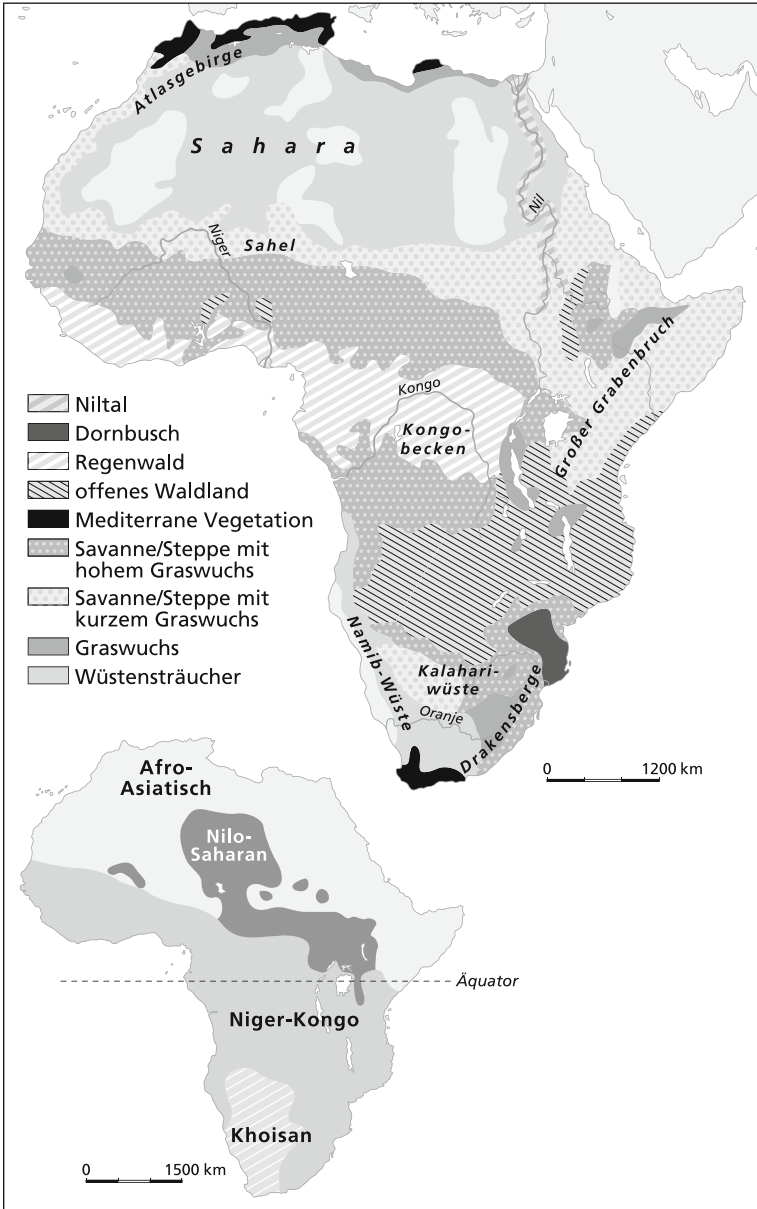 Atlasgebirge
Sahara
Nil
Niger
Sahel
Großer Grabenbruch
Kongo
Kongo-
becken
Niltal
Dornbusch
Regenwald
offenes Waldland
Mediterrane Vegetation
Savanne/Steppe mit
hohem Graswuchs
Savanne/Steppe mit
kurzem Graswuchs
Graswuchs
Wüstensträucher
Namib-Wüste
Kalahari-
wüste
Oranje
Drakensberge
0 1200 km
Afro-
Asiatisch
Nilo-
Saharan
Äquator
Niger-Kongo
Khoisan
0 1500 km